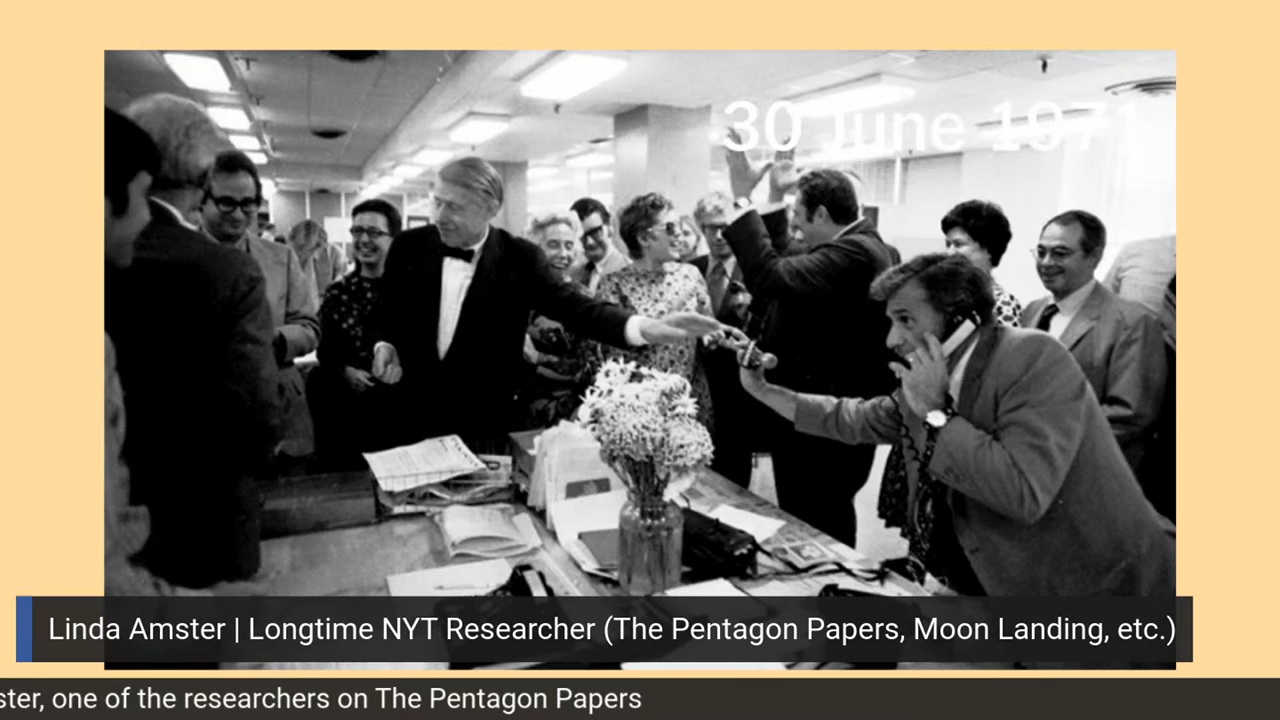 30 June 1971
Linda Amster | Longtime NYT Researcher (The Pentagon Papers, Moon Landing, etc.)
ster, one of the researchers on The Pentagon Papers